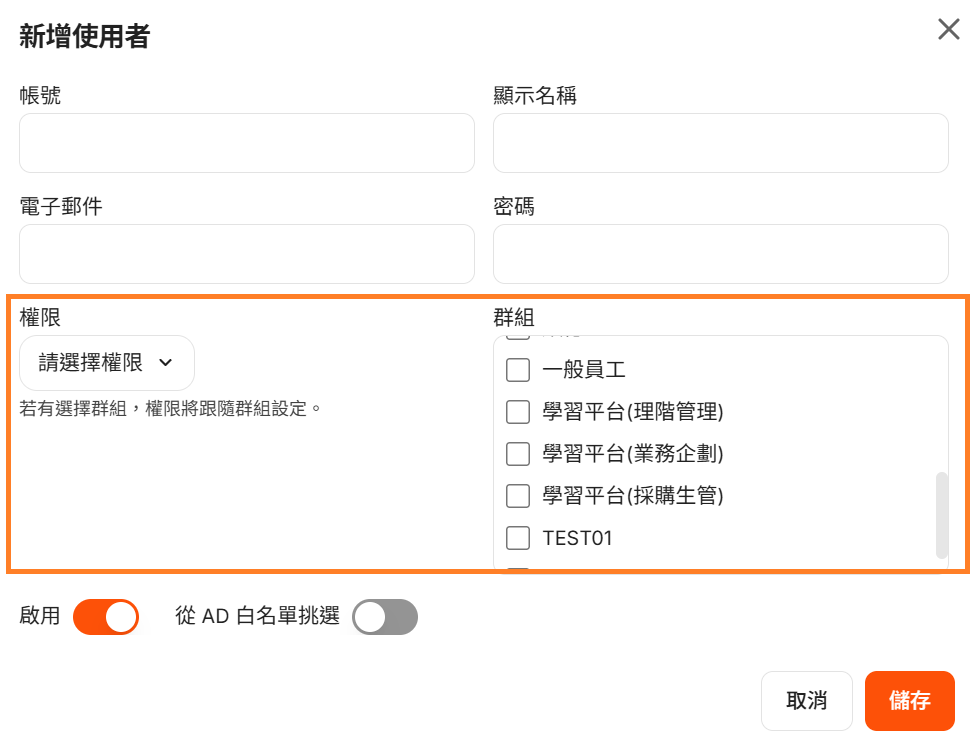 新增使用者
帳號
顯示名稱
電子郵件
密碼
權限
群組
請選擇權限
若有選擇群組，權限將跟隨群組設定。
一般員工
學習平台(理階管理)
學習平台(業務企劃)
學習平台(採購生管)
TEST01
啟用
從 AD 白名單挑選
取消
儲存